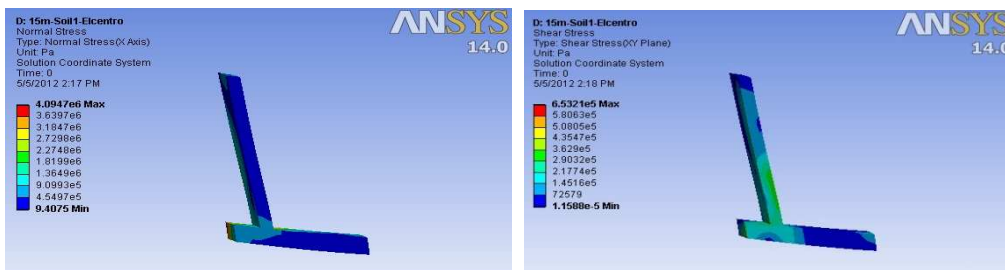 D: 15m-Soil1-Elcentro
Normal Stress
Type: Normal Stress(X Axis)
Unit: Pa
Solution Coordinate System
Time: 0
5/5/2012 2:17 PM
4.0947e6 Max
3.6397e6
3.1847e6
2.7298e6
2.2748e6
1.8199e6
1.3649e6
9.0993e5
4.5497e5
9.4075 Min
ANSYS
14.0
D: 15m-Soil1-Elcentro
Shear Stress
Type: Shear Stress(XY Plane)
Unit: Pa
Solution Coordinate System
Time: 0
5/5/2012 2:18 PM
6.5321e5 Max
5.8063e5
5.0805e5
4.3547e5
3.629e5
2.9032e5
2.1774e5
1.4516e5
72579
1.1588e-5 Min
ANSYS
14.0